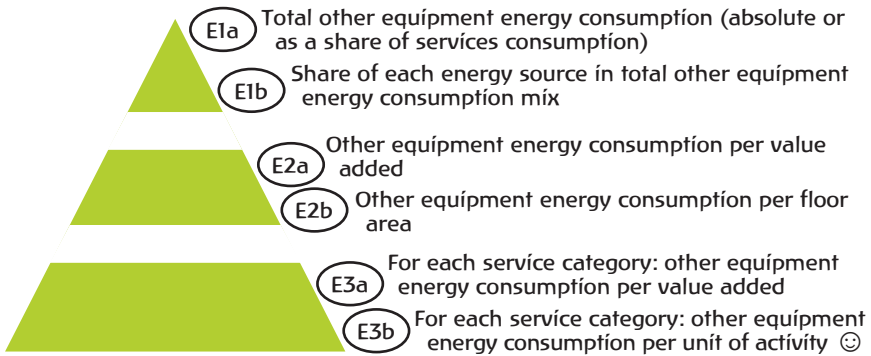 E1a Total other equipment energy consumption (absolute or
as a share of services consumption)
E1b Share of each energy source in total other equipment
energy consumption mix
E2a Other equipment energy consumption per value
added
E2b Other equipment energy consumption per floor
area
E3a For each service category: other equipment
energy consumption per value added
E3b For each service category: other equipment
energy consumption per unit of activity ☺